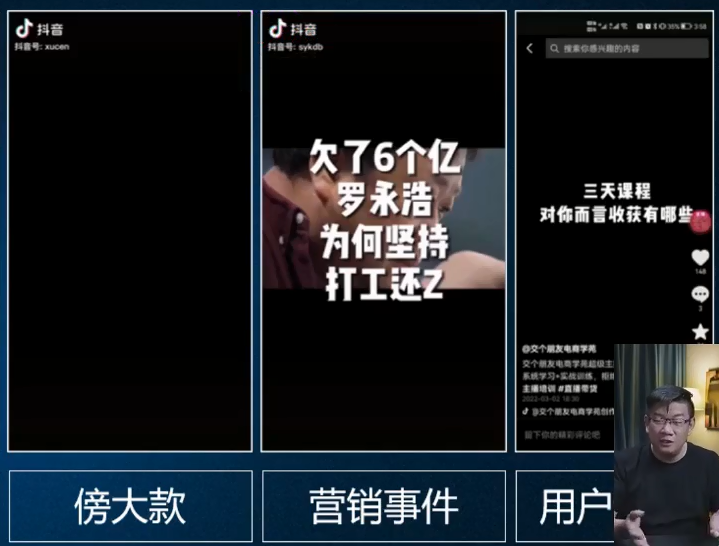 抖音
抖音号: xucen
抖音
抖音号: sykdb
欠了6个亿
罗永浩
为何坚持
打工还Z
3:58
搜索你感兴趣的内容
三天课程
对你而言收获有哪些
148
3
@交个朋友电商学苑
交个朋友电商学苑超级主
系统学习+实战训练,
主播培训 #直播带货
2022-03-02 18:30
@交个朋友电商学苑创作
留下你的精彩评论吧
傍大款
营销事件
用户